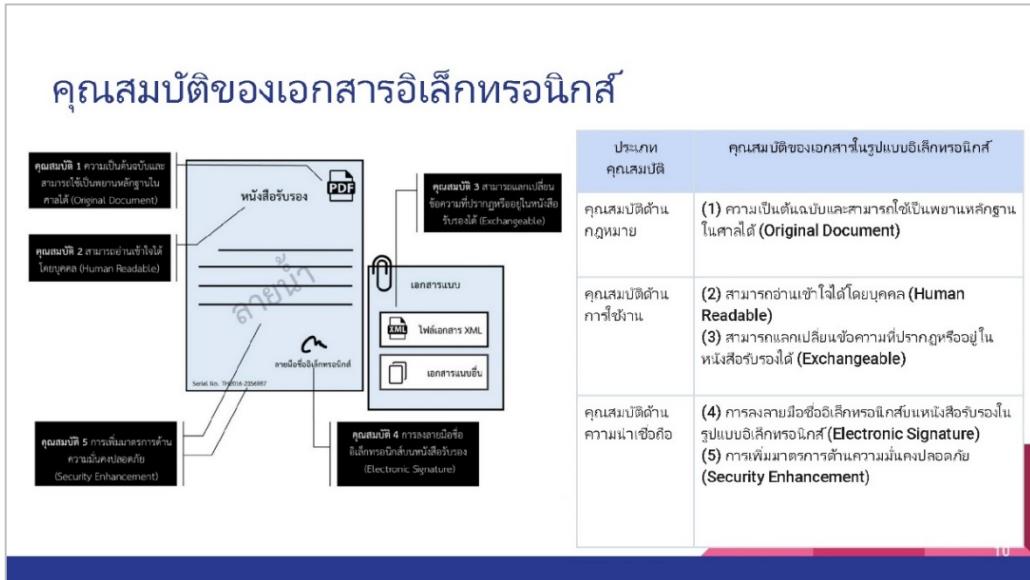 คุณสมบัติของเอกสารอิเล็กทรอนิกส์
คุณสมบัติ 1 ความเป็นต้นฉบับและ
สามารถใช้เป็นพยานหลักฐานใน
ศาลได้ (Original Document)
คุณสมบัติ 2 สามารถอ่านเข้าใจได้
โดยบุคคล (Human Readable)
PDF
หนังสือรับรอง
ลายน้ำ
ลายมือชื่ออิเล็กทรอนิกส์
Serial No. TH2016-2356987
คุณสมบัติ 3 สามารถแลกเปลี่ยน
ข้อความที่ปรากฏหรืออยู่ในหนังสือ
รับรองได้ (Exchangeable)
เอกสารแนบ
XML
ไฟล์เอกสาร XML
เอกสารแนบอื่น
คุณสมบัติ 5 การเพิ่มมาตรการด้าน
ความมั่นคงปลอดภัย
(Security Enhancement)
คุณสมบัติ 4 การลงลายมือชื่อ
อิเล็กทรอนิกส์บนหนังสือรับรอง
(Electronic Signature)
ประเภท
คุณสมบัติ
คุณสมบัติของเอกสารในรูปแบบอิเล็กทรอนิกส์
คุณสมบัติด้าน
กฎหมาย
(1) ความเป็นต้นฉบับและสามารถใช้เป็นพยานหลักฐาน
ในศาลได้ (Original Document)
คุณสมบัติด้าน
การใช้งาน
(2) สามารถอ่านเข้าใจได้โดยบุคคล (Human
Readable)
(3) สามารถแลกเปลี่ยนข้อความที่ปรากฏหรืออยู่ใน
หนังสือรับรองได้ (Exchangeable)
คุณสมบัติด้าน
ความน่าเชื่อถือ
(4) การลงลายมือชื่ออิเล็กทรอนิกส์บนหนังสือรับรองใน
รูปแบบอิเล็กทรอนิกส์ (Electronic Signature)
(5) การเพิ่มมาตรการด้านความมั่นคงปลอดภัย
(Security Enhancement)
10